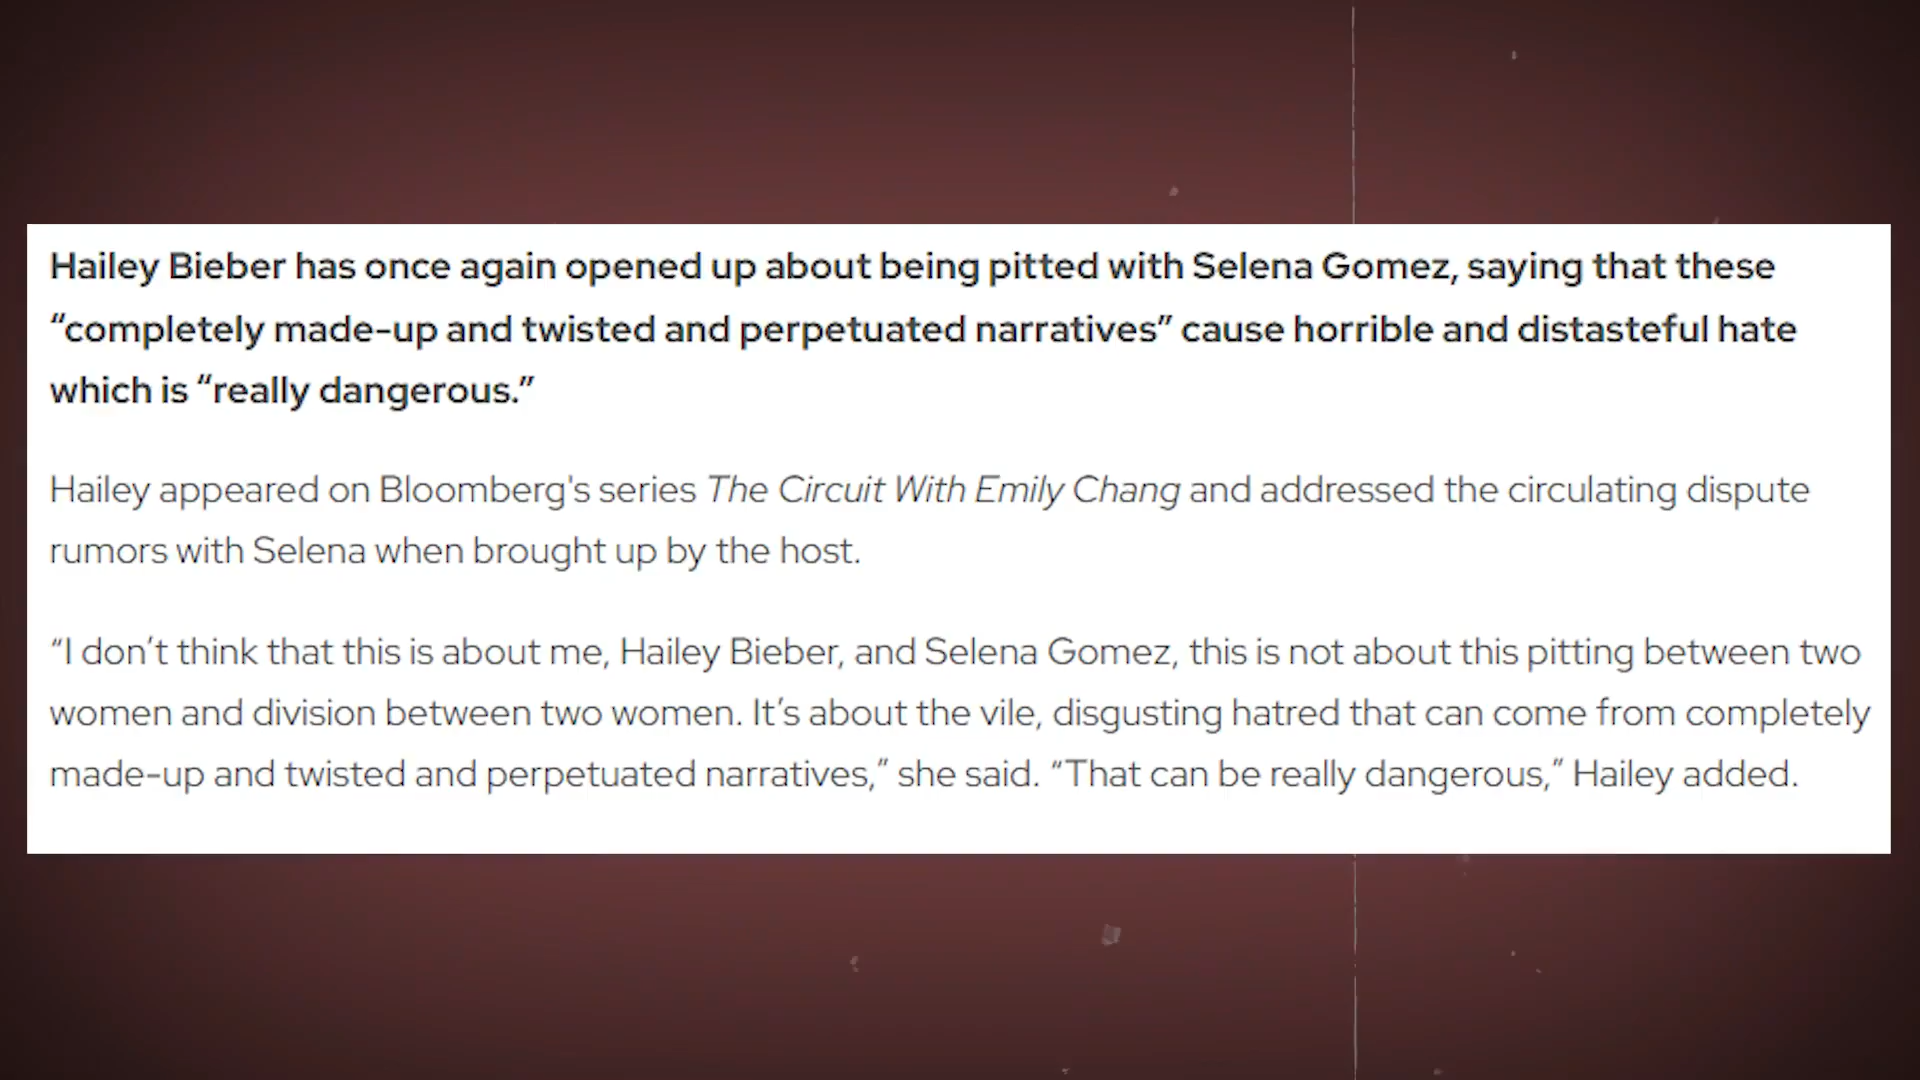 Hailey Bieber has once again opened up about being pitted with Selena Gomez, saying that these
“completely made-up and twisted and perpetuated narratives” cause horrible and distasteful hate
which is “really dangerous.”
Hailey appeared on Bloomberg's series The Circuit With Emily Chang and addressed the circulating dispute
rumors with Selena when brought up by the host.
“I don’t think that this is about me, Hailey Bieber, and Selena Gomez, this is not about this pitting between two
women and division between two women. It’s about the vile, disgusting hatred that can come from completely
made-up and twisted and perpetuated narratives,” she said. “That can be really dangerous,” Hailey added.